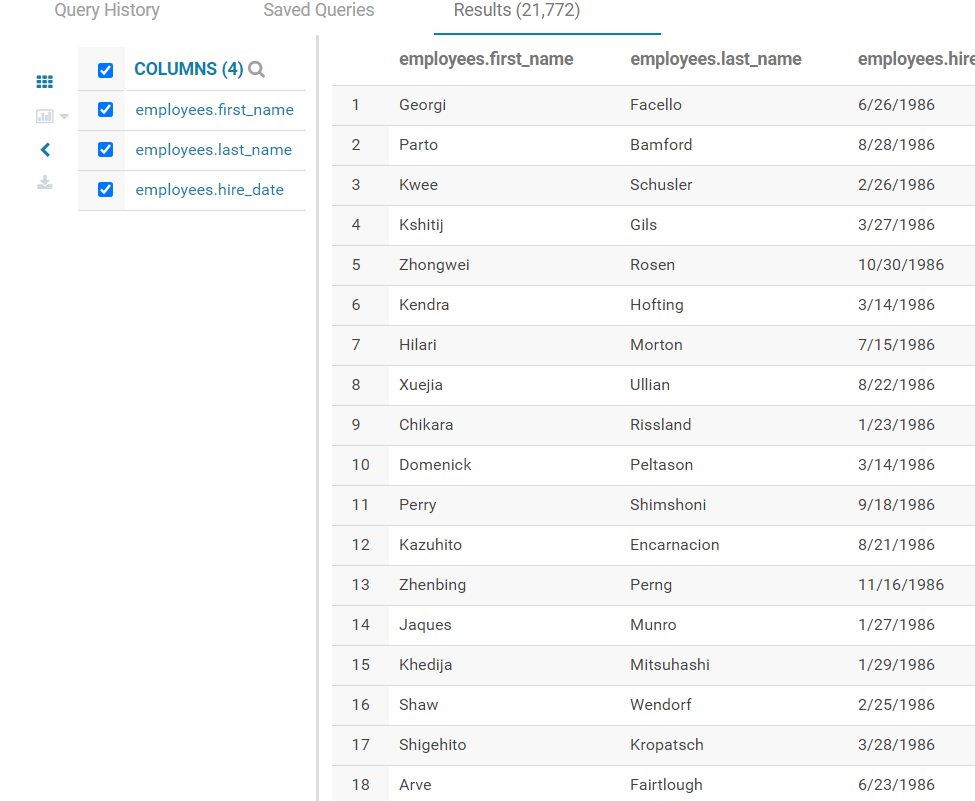 Query History Saved Queries Results (21,772)
COLUMNS (4)
employees.first_name
employees.last_name
employees.hire_date
employees.first_name employees.last_name employees.hire
1 Georgi Facello 6/26/1986
2 Parto Bamford 8/28/1986
3 Kwee Schusler 2/26/1986
4 Kshitij Gils 3/27/1986
5 Zhongwei Rosen 10/30/1986
6 Kendra Hofting 3/14/1986
7 Hilari Morton 7/15/1986
8 Xuejia Ullian 8/22/1986
9 Chikara Rissland 1/23/1986
10 Domenick Peltason 3/14/1986
11 Perry Shimshoni 9/18/1986
12 Kazuhito Encarnacion 8/21/1986
13 Zhenbing Perng 11/16/1986
14 Jaques Munro 1/27/1986
15 Khedija Mitsuhashi 1/29/1986
16 Shaw Wendorf 2/25/1986
17 Shigehito Kropatsch 3/28/1986
18 Arve Fairtlough 6/23/1986